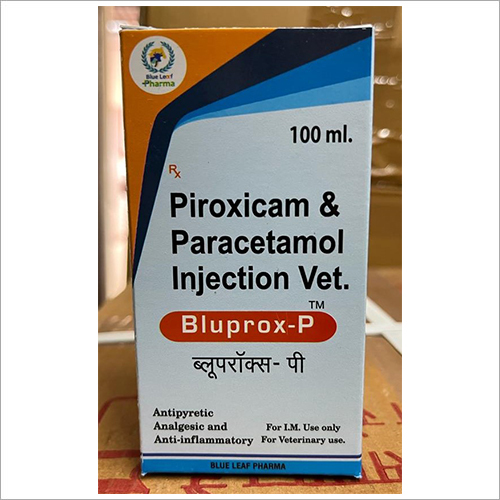 Blue Leaf
Pharma
100 ml.
Rx
Piroxicam &
Paracetamol
Injection Vet.
TM
Bluprox-P
ब्लूप्रॉक्स- पी
Antipyretic
Analgesic and
Anti-inflammatory
For I.M. Use only
For Veterinary use.
BLUE LEAF PHARMA